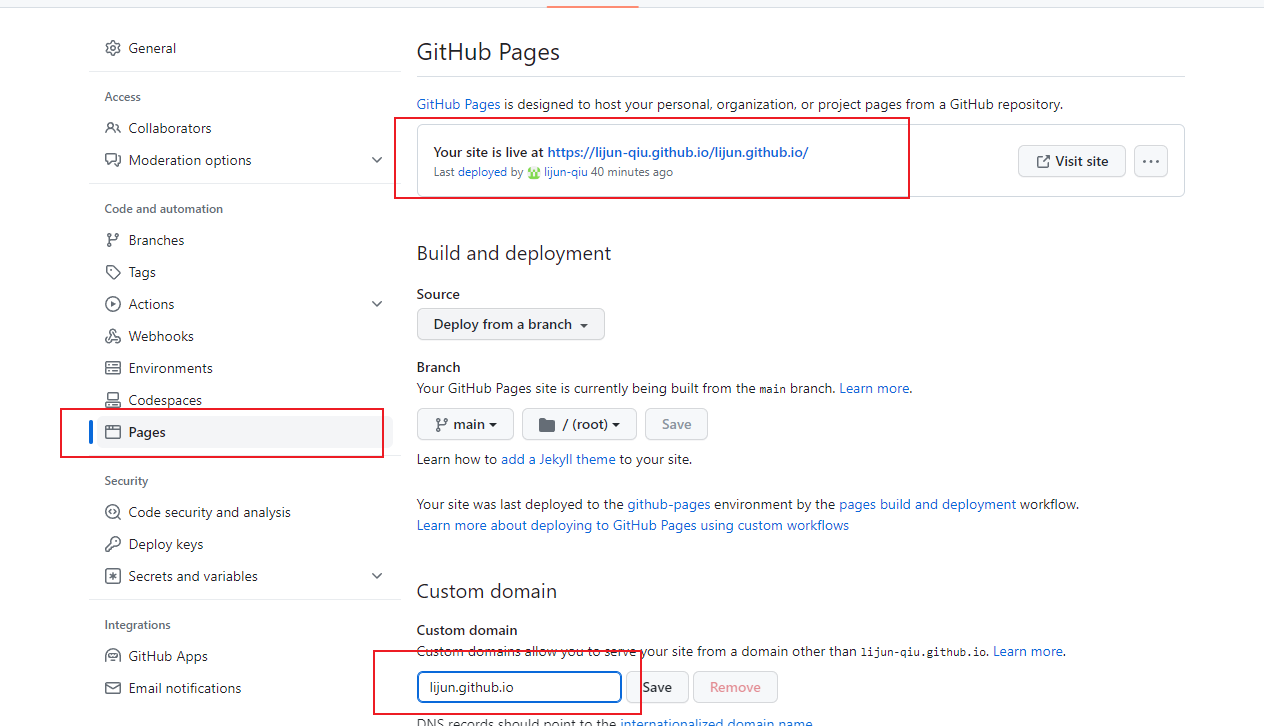 General
Access
Collaborators
Moderation options
Code and automation
Branches
Tags
Actions
Webhooks
Environments
Codespaces
Pages
Security
Code security and analysis
Deploy keys
Secrets and variables
Integrations
GitHub Apps
Email notifications
GitHub Pages
GitHub Pages is designed to host your personal, organization, or project pages from a GitHub repository.
Your site is live at https://lijun-qiu.github.io/lijun.github.io/
Last deployed by lijun-qiu 40 minutes ago
Visit site
Build and deployment
Source
Deploy from a branch
Branch
Your GitHub Pages site is currently being built from the main branch. Learn more.
main / (root) Save
Learn how to add a Jekyll theme to your site.
Your site was last deployed to the github-pages environment by the pages build and deployment workflow.
Learn more about deploying to GitHub Pages using custom workflows
Custom domain
Custom domain
Custom domains allow you to serve your site from a domain other than lijun-qiu.github.io. Learn more.
lijun.github.io Save Remove
DNS records should point to the internationalized domain name